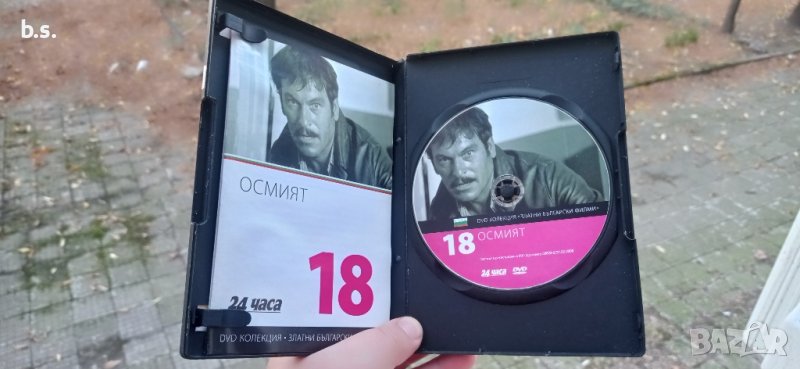 b.s.
ОСМИЯТ
18
24 часа
DVD КОЛЕКЦИЯ • ЗЛАТНИ БЪЛГАРСКИ
DVD КОЛЕКЦИЯ • ЗЛАТНИ БЪЛГАРСКИ ФИЛМИ •
18 ОСМИЯТ
24 часа DVD
BAZAR